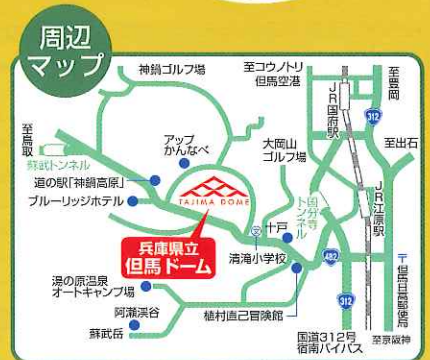 周辺
マップ
神鍋ゴルフ場
至コウノトリ
但馬空港
JR国府駅
至豊岡
312
至鳥取
蘇武トンネル
アップ
かんなべ
大岡山
ゴルフ場
至出石
道の駅「神鍋高原」
ブルーリッジホテル
TAJIMA DOME
国分寺
トンネル
JR江原駅
兵庫県立
但馬ドーム
十戸
文
清滝小学校
482
〒
但馬日高郵便局
湯の原温泉
オートキャンプ場
阿瀬渓谷
蘇武岳
植村直己冒険館
312
国道312号
宿南バイパス
至京阪神